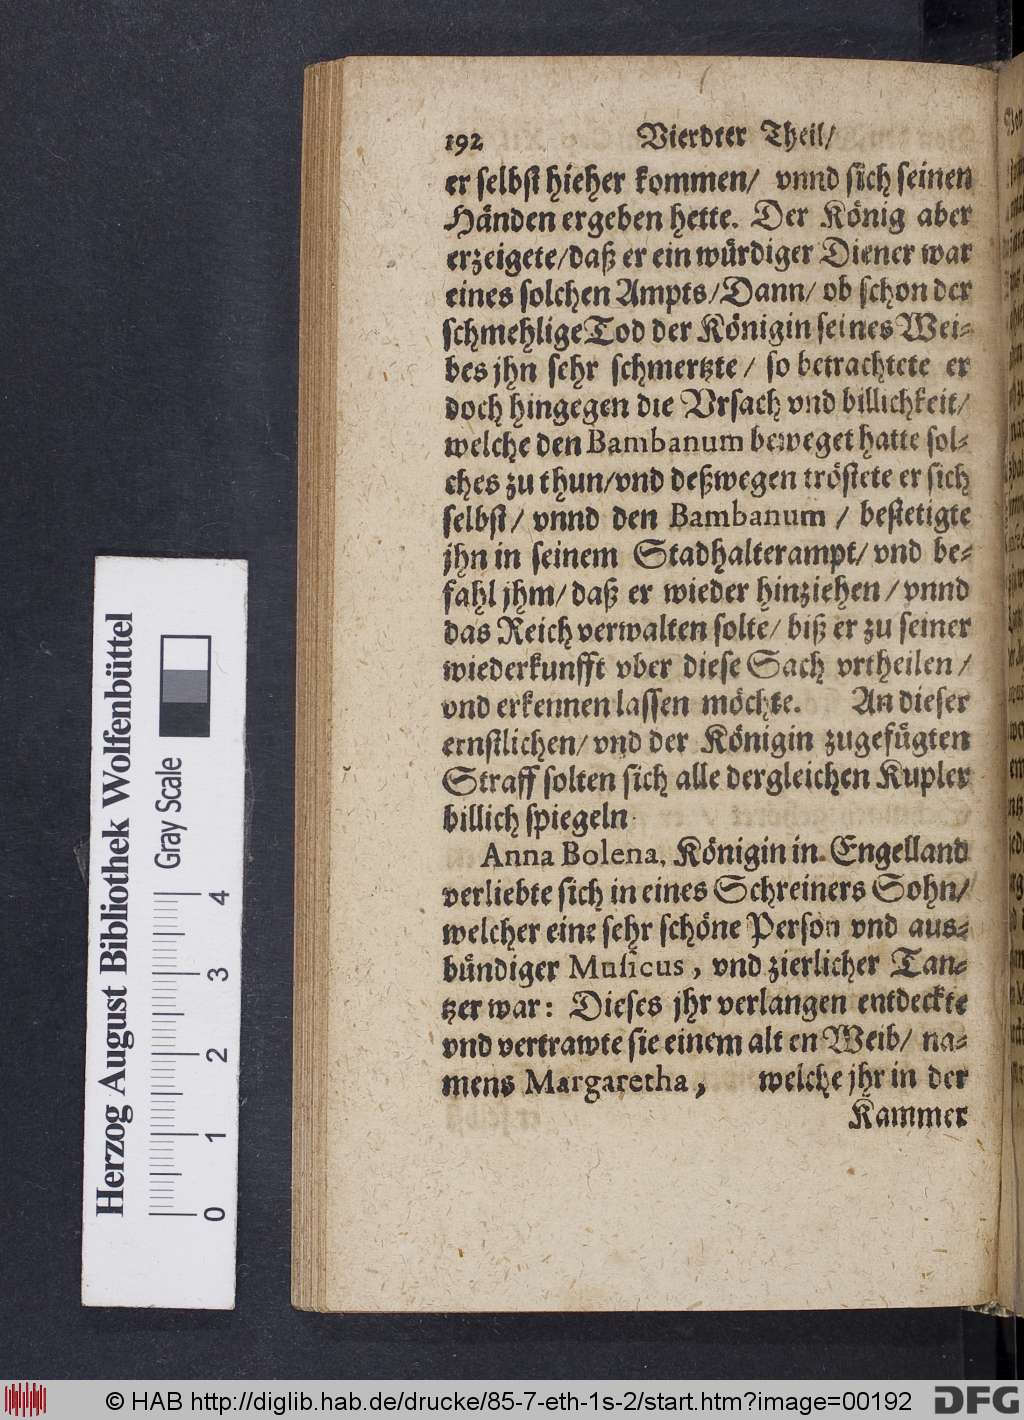 192 Vierdter Theil/
er selbst hieher kommen/ vnnd sich seinen
Händen ergeben hette. Der König aber
erzeigete/daß er ein würdiger Diener war
eines solchen Ampts/Dann/ ob schon der
schmehlige Tod der Königin seines Wei-
bes jhn sehr schmertzte/ so betrachtete er
doch hingegen die Vrsach vnd billichkeit/
welche den Bambanum beweget hatte sol-
ches zu thun/vnd deßwegen tröstete er sich
selbst/ vnnd den Bambanum / bestetigte
jhn in seinem Stadhalterampt/ vnd be-
fahl jhm/ daß er wieder hinziehen / vnnd
das Reich verwalten solte/ biß er zu seiner
wiederkunfft vber diese Sach vrtheilen/
vnd erkennen lassen möchte. An dieser
ernstlichen/ vnd der Königin zugefügten
Straff solten sich alle dergleichen Kupler
billich spiegeln.
Anna Bolena, Königin in Engelland
verliebte sich in eines Schreiners Sohn/
welcher eine sehr schöne Person vnd aus-
bündiger Musicus, vnd zierlicher Tan-
tzer war: Dieses jhr verlangen entdeckte
vnd vertrawte sie einem alten Weib/ na-
mens Margaretha, welche jhr in der
Kammer
Herzog August Bibliothek Wolfenbüttel
Gray Scale
0 1 2 3 4
© HAB http://diglib.hab.de/drucke/85-7-eth-1s-2/start.htm?image=00192
DFG